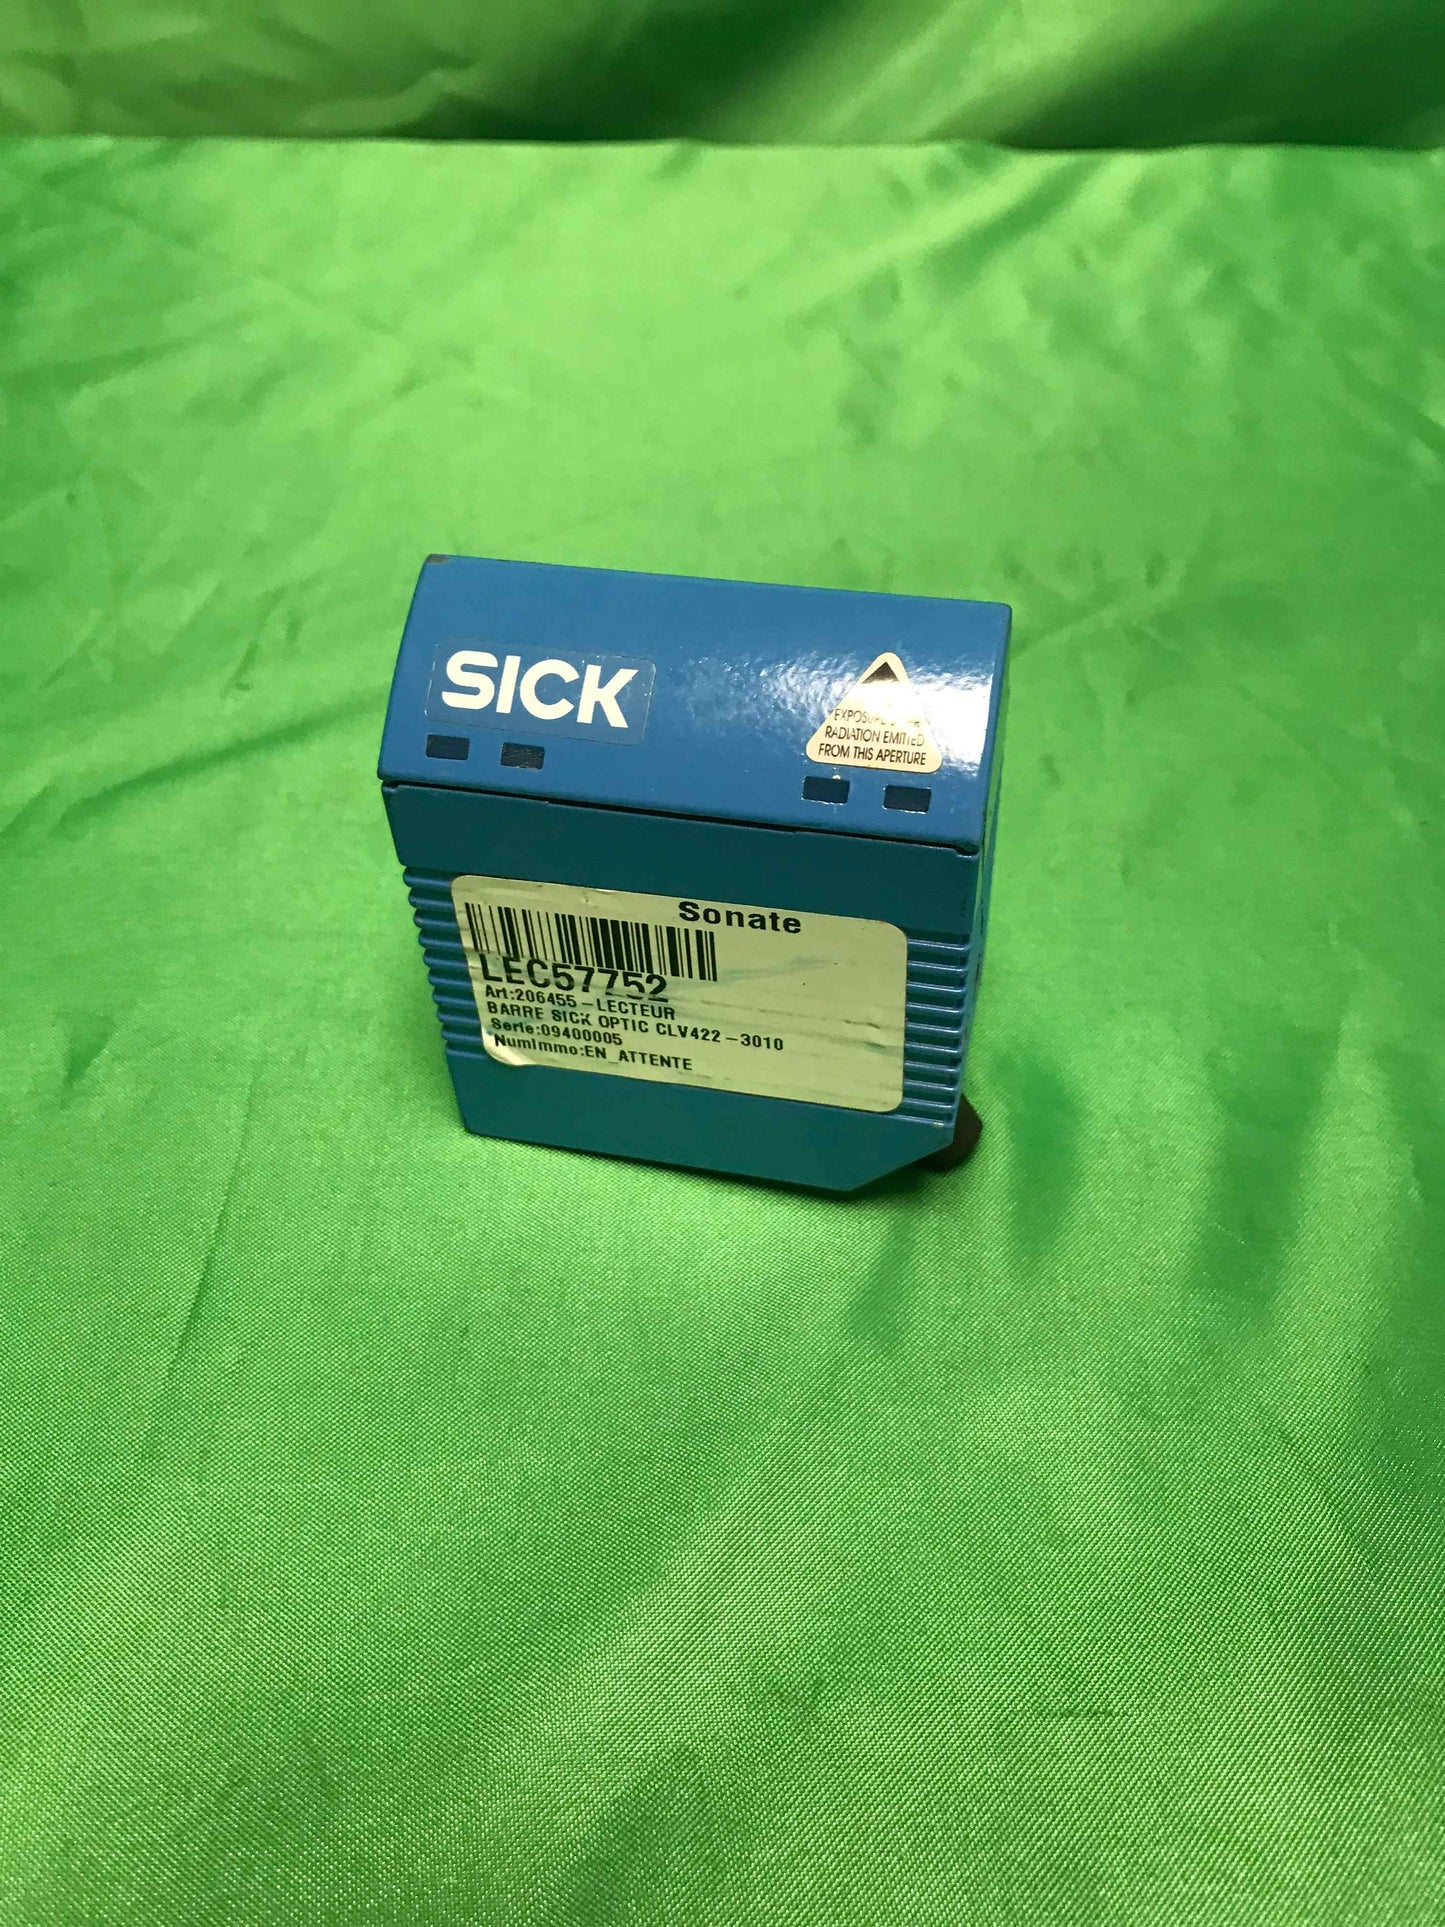 SICK
EXPOSURE
RADIATION EMITTED
FROM THIS APERTURE
Sonate
LEC57752
Art:206455-LECTEUR
BARRE SICK OPTIC CLV422-3010
Serie:09400005
NumImmo:EN_ATTENTE